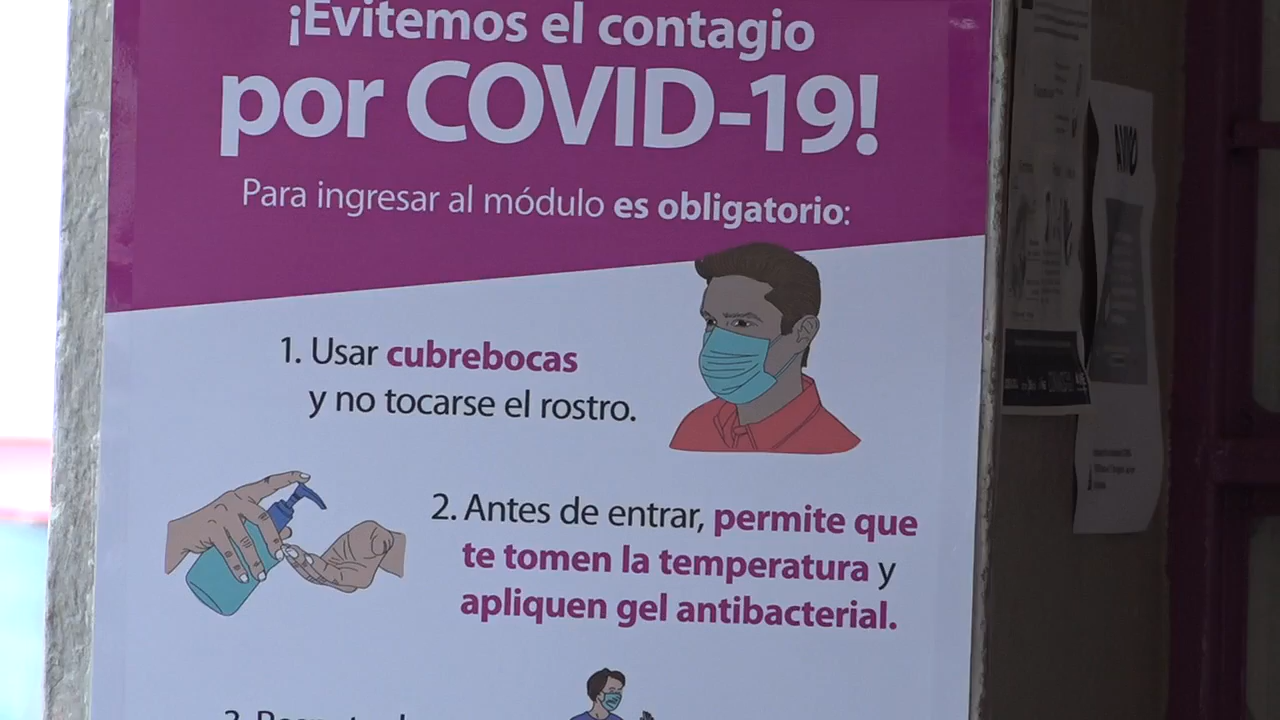 ¡Evitemos el contagio
por COVID-19!
Para ingresar al módulo es obligatorio:
1. Usar cubrebocas
y no tocarse el rostro.
2. Antes de entrar, permite que
te tomen la temperatura y
apliquen gel antibacterial.
AVISO